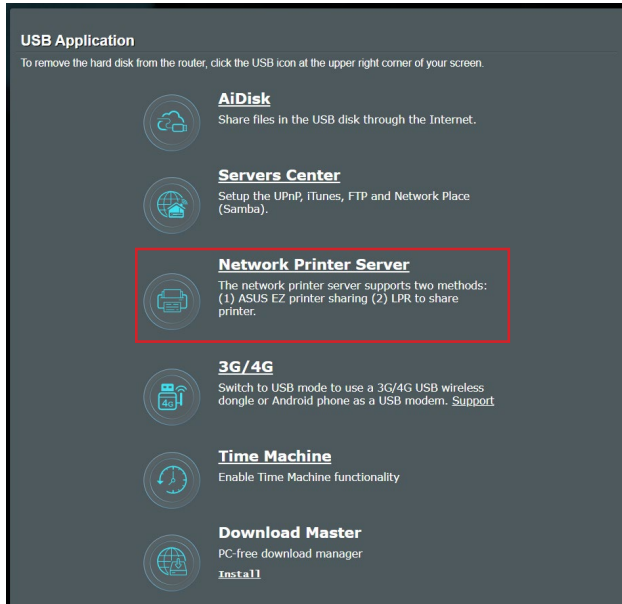 USB Application
To remove the hard disk from the router, click the USB icon at the upper right corner of your screen.
AiDisk
Share files in the USB disk through the Internet.
Servers Center
Setup the UPnP, iTunes, FTP and Network Place
(Samba).
Network Printer Server
The network printer server supports two methods:
(1) ASUS EZ printer sharing (2) LPR to share
printer.
3G/4G
4G
Switch to USB mode to use a 3G/4G USB wireless
dongle or Android phone as a USB modem. Support
Time Machine
Enable Time Machine functionality
Download Master
PC-free download manager
Install